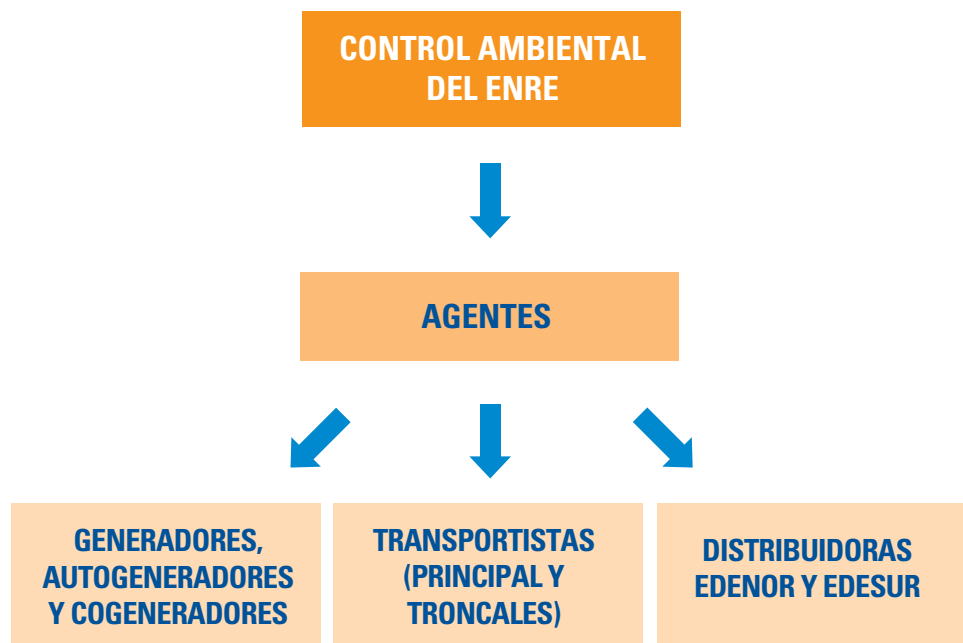 CONTROL AMBIENTAL
DEL ENRE
AGENTES
GENERADORES,
AUTOGENERADORES
Y COGENERADORES
TRANSPORTISTAS
(PRINCIPAL Y
TRONCALES)
DISTRIBUIDORAS
EDENOR Y EDESUR